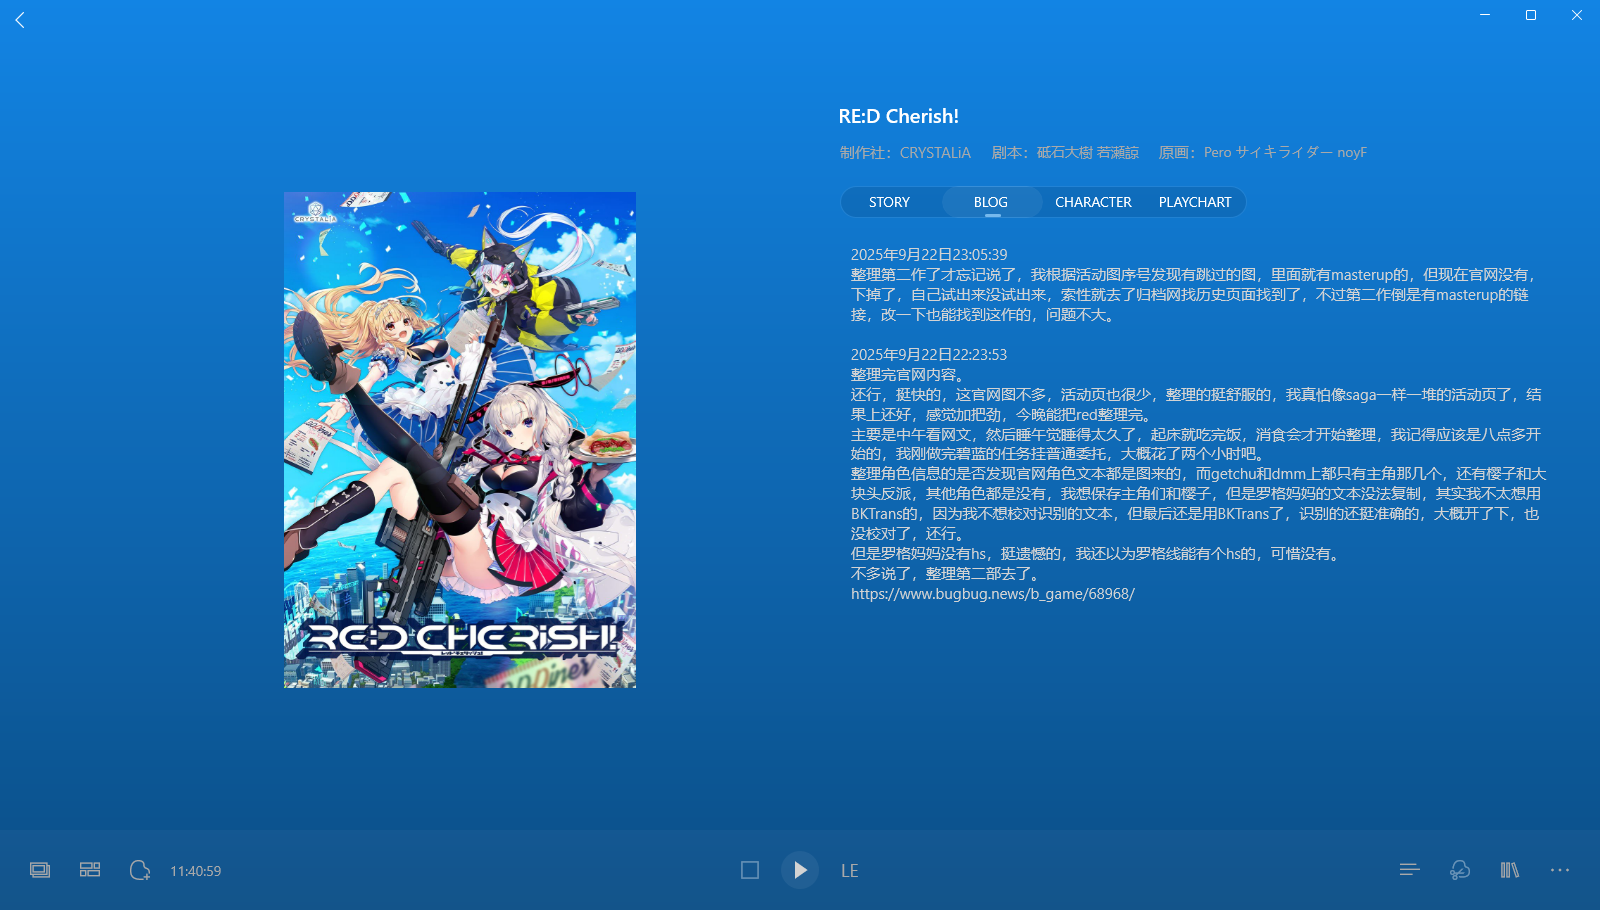 RE:D Cherish!
制作社：CRYSTALiA 剧本：砥石大樹 若瀬諒 原画：Pero サイキライダー noyF
STORY
BLOG
CHARACTER
PLAYCHART
CRYSTALiA
RE:D CHERiSH!
レッドチェリッシュ!
Diner
2025年9月22日23:05:39
整理第二作了才忘记说了，我根据活动图序号发现有跳过的图，里面就有masterup的，但现在官网没有，
下掉了，自己试出来没试出来，索性就去了归档网找历史页面找到了，不过第二作倒是有masterup的链
接，改一下也能找到这作的，问题不大。
2025年9月22日22:23:53
整理完官网内容。
还行，挺快的，这官网图不多，活动页也很少，整理的挺舒服的，我真怕像saga一样一堆的活动页了，结
果上还好，感觉加把劲，今晚能把red整理完。
主要是中午看网文，然后睡午觉睡得太久了，起床就吃完饭，消食会才开始整理，我记得应该是八点多开
始的，我刚做完碧蓝的任务挂普通委托，大概花了两个小时吧。
整理角色信息的是否发现官网角色文本都是图来的，而getchu和dmm上都只有主角那几个，还有樱子和大
块头反派，其他角色都是没有，我想保存主角们和樱子，但是罗格妈妈的文本没法复制，其实我不太想用
BKTrans的，因为我不想校对识别的文本，但最后还是用BKTrans了，识别的还挺准确的，大概开了下，也
没校对了，还行。
但是罗格妈妈没有hs，挺遗憾的，我还以为罗格线能有个hs的，可惜没有。
不多说了，整理第二部去了。
https://www.bugbug.news/b_game/68968/
11:40:59
LE